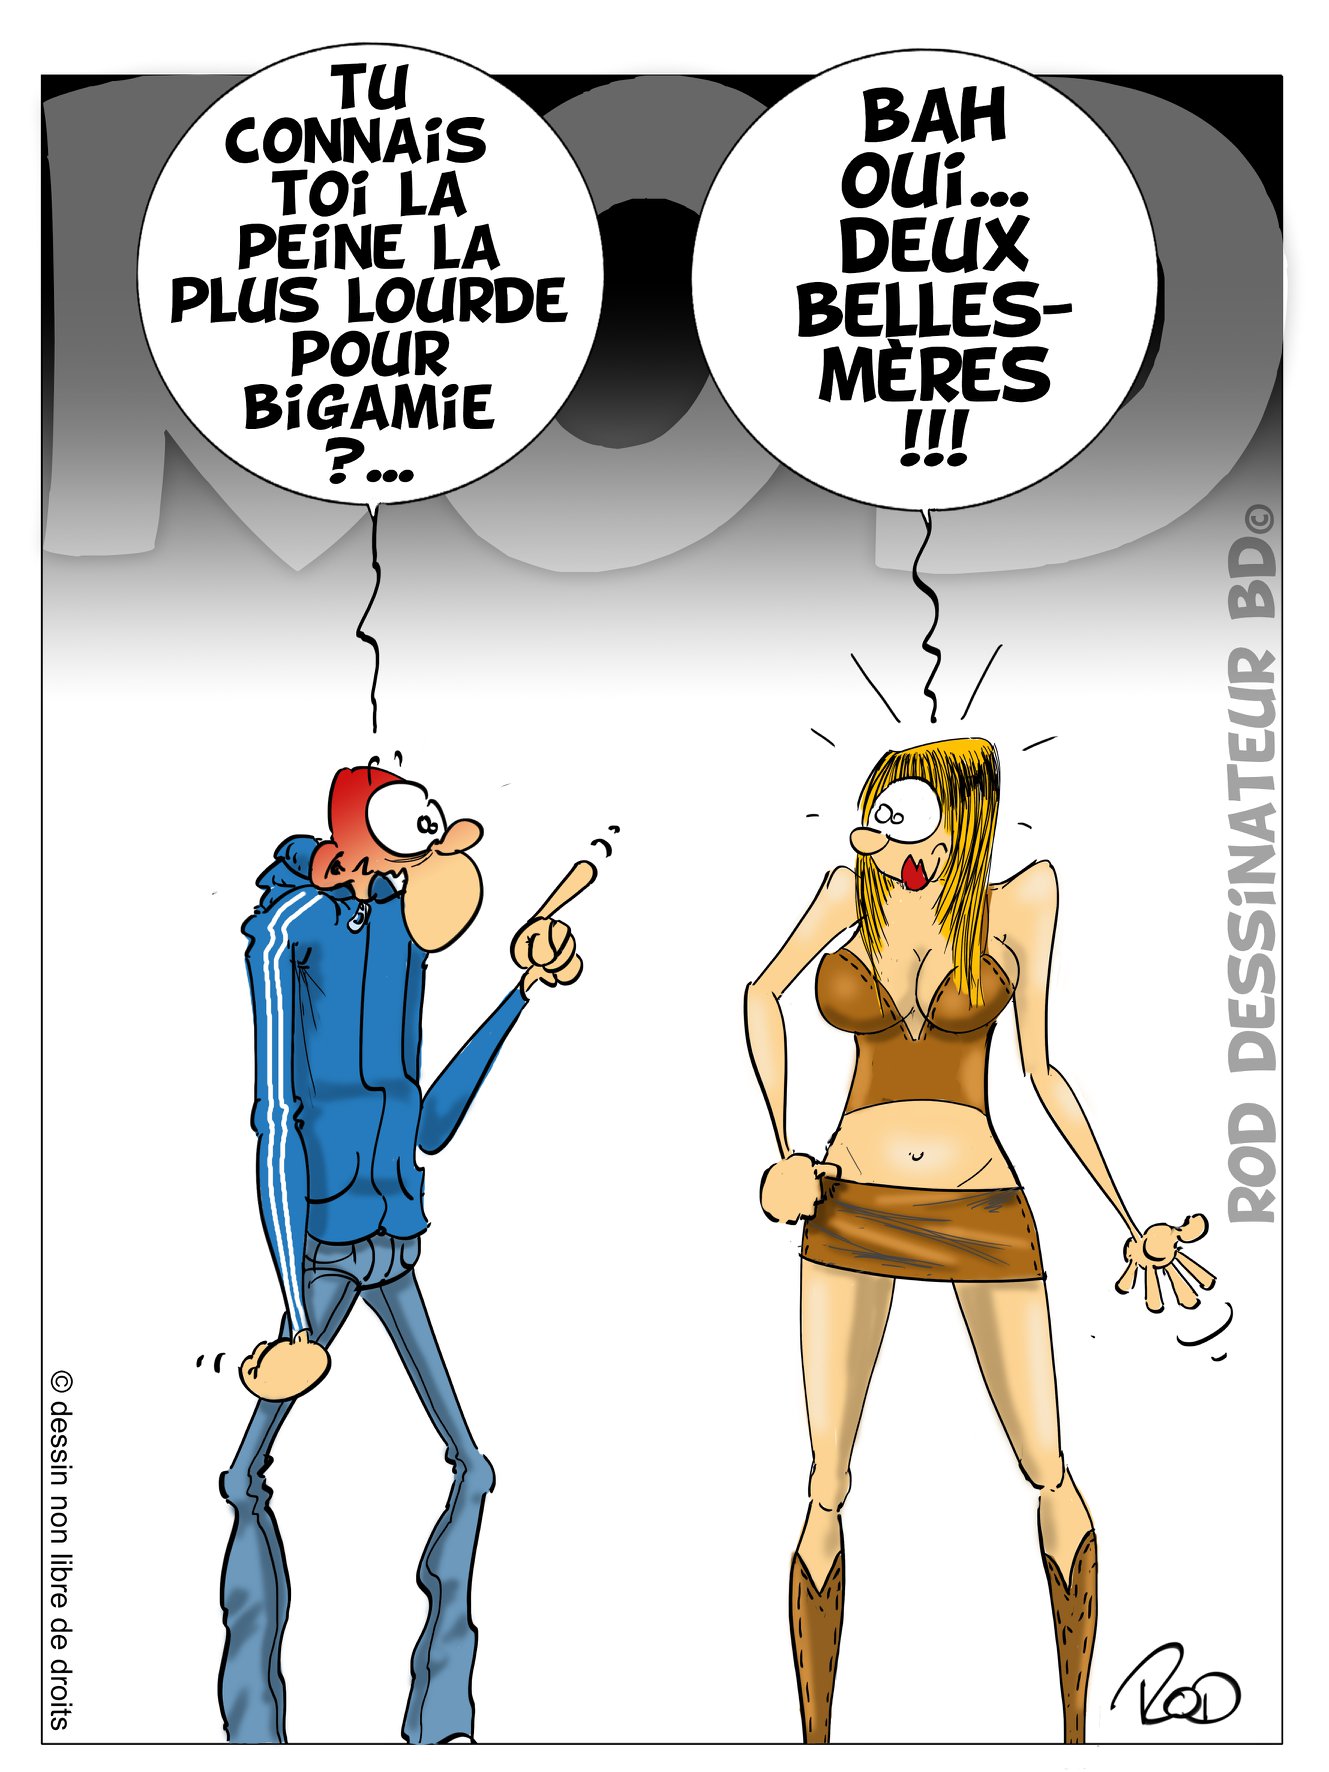 TU
CONNAiS
TOi LA
PEiNE LA
PLUS LOURDE
POUR
BiGAMiE
?...
BAH
OUi...
DEUX
BELLES-
MÈRES
!!!
ROD
ROD DESSiNATEUR BD©
© dessin non libre de droits
ROD